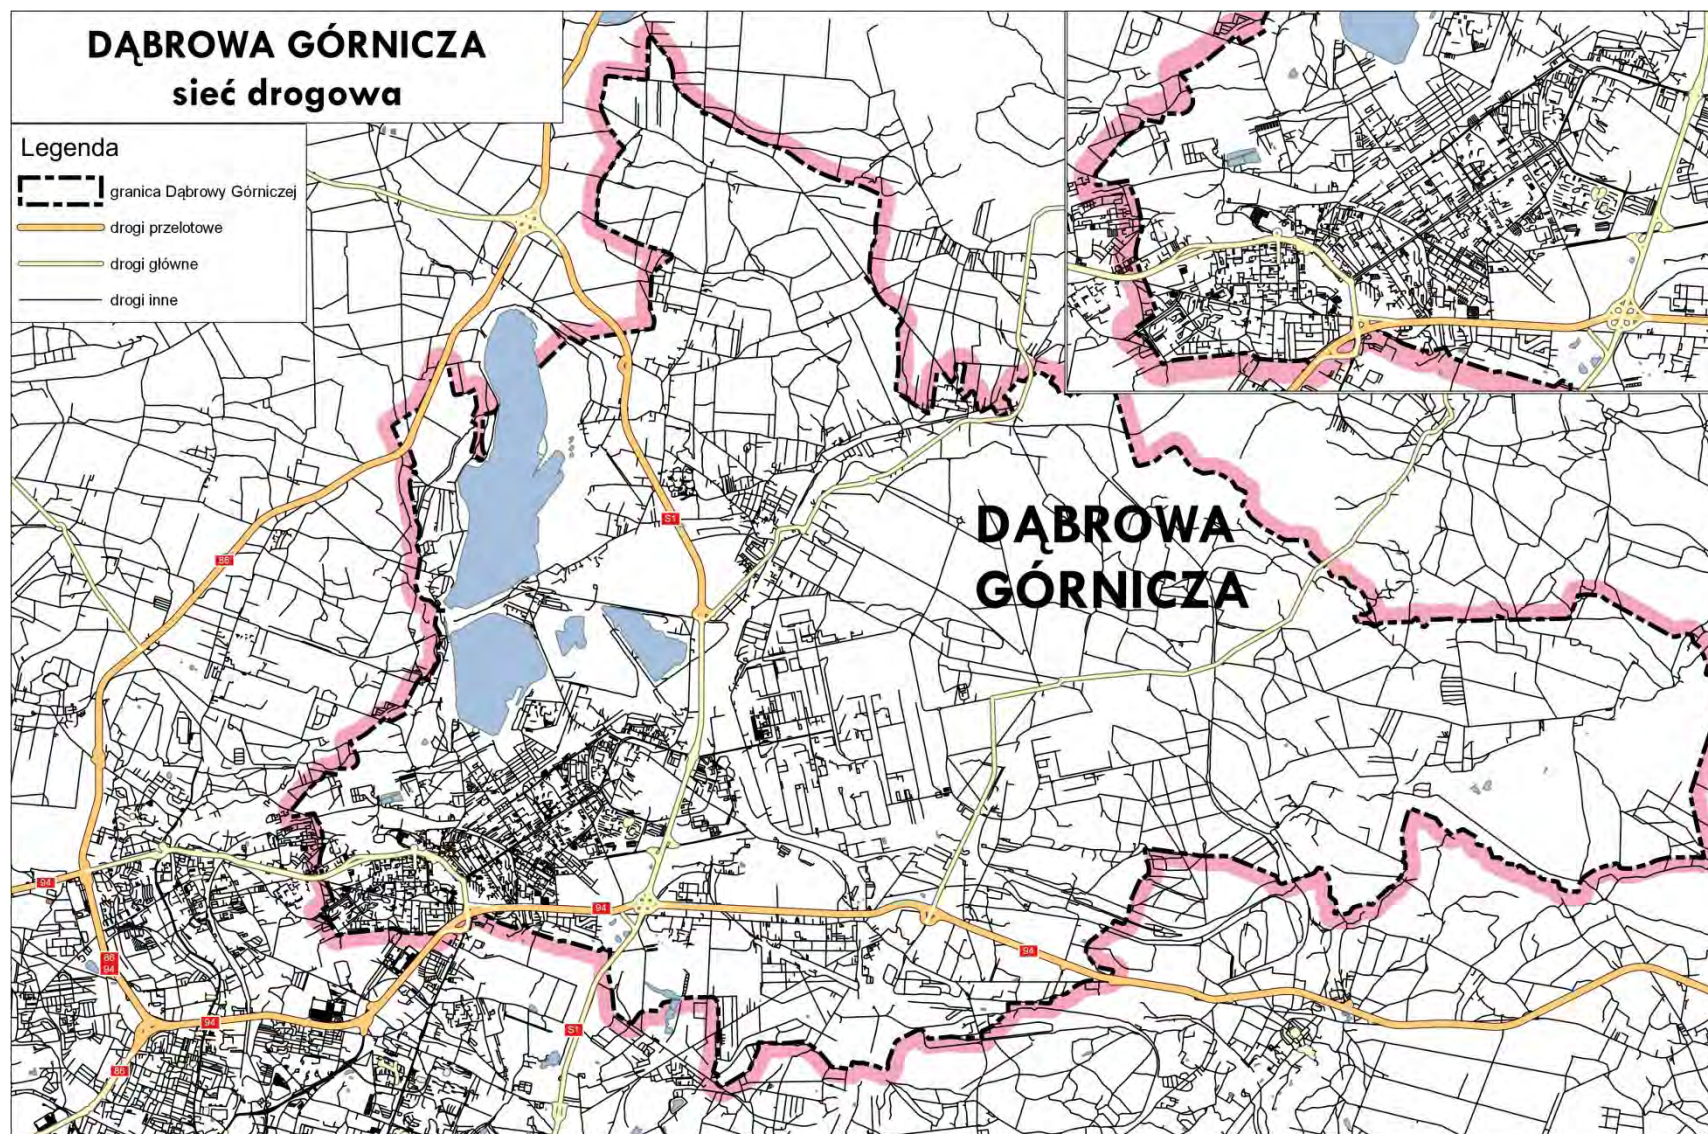 DĄBROWA GÓRNICZA
sieć drogowa
Legenda
granica Dąbrowy Górniczej
drogi przelotowe
drogi główne
drogi inne
S1
86
DĄBROWA
GÓRNICZA
94
94
94
86
94
94
S1
86